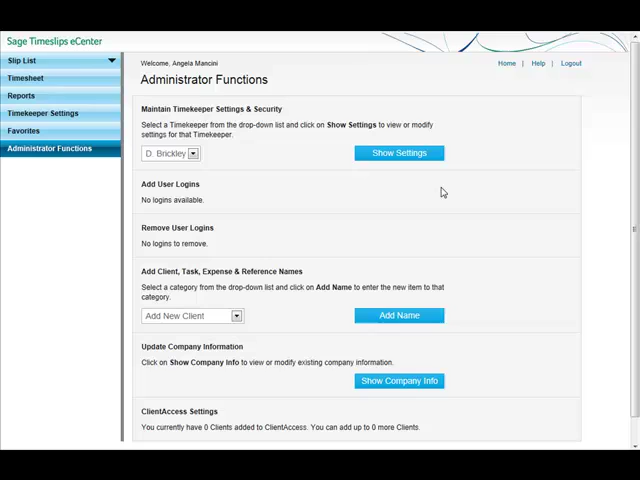 Sage Timeslips eCenter
Slip List
Timesheet
Reports
Timekeeper Settings
Favorites
Administrator Functions
Welcome, Angela Mancini
Home | Help | Logout
Administrator Functions
Maintain Timekeeper Settings & Security
Select a Timekeeper from the drop-down list and click on Show Settings to view or modify
settings for that Timekeeper.
D. Brickley
Show Settings
Add User Logins
No logins available.
Remove User Logins
No logins to remove.
Add Client, Task, Expense & Reference Names
Select a category from the drop-down list and click on Add Name to enter the new item to that
category.
Add New Client
Add Name
Update Company Information
Click on Show Company Info to view or modify existing company information.
Show Company Info
ClientAccess Settings
You currently have 0 Clients added to ClientAccess. You can add up to 0 more Clients.